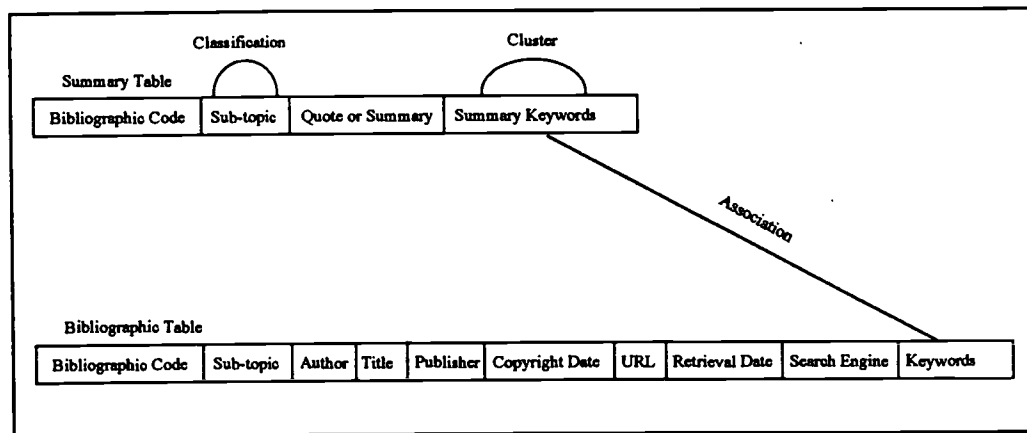 Classification
Cluster
Summary Table
Bibliographic Code Sub-topic Quote or Summary Summary Keywords
Association
Bibliographic Table
Bibliographic Code Sub-topic Author Title Publisher Copyright Date URL Retrieval Date Search Engine Keywords